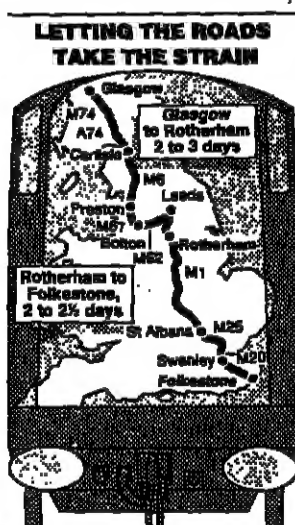 LETTING THE ROADS
TAKE THE STRAIN
Glasgow
M74
A74
Glasgow
to Rotherham
2 to 3 days
Carlisle
M6
Leeds
Preston
Bolton
M62
Rotherham
M1
Rotherham to
Folkestone,
2 to 2½ days
St Albans
M25
Swanley
M20
Folkestone